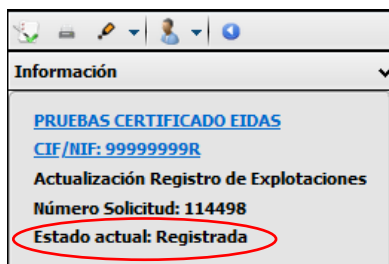 Información
PRUEBAS CERTIFICADO EIDAS
CIF/NIF: 99999999R
Actualización Registro de Explotaciones
Número Solicitud: 114498
Estado actual: Registrada